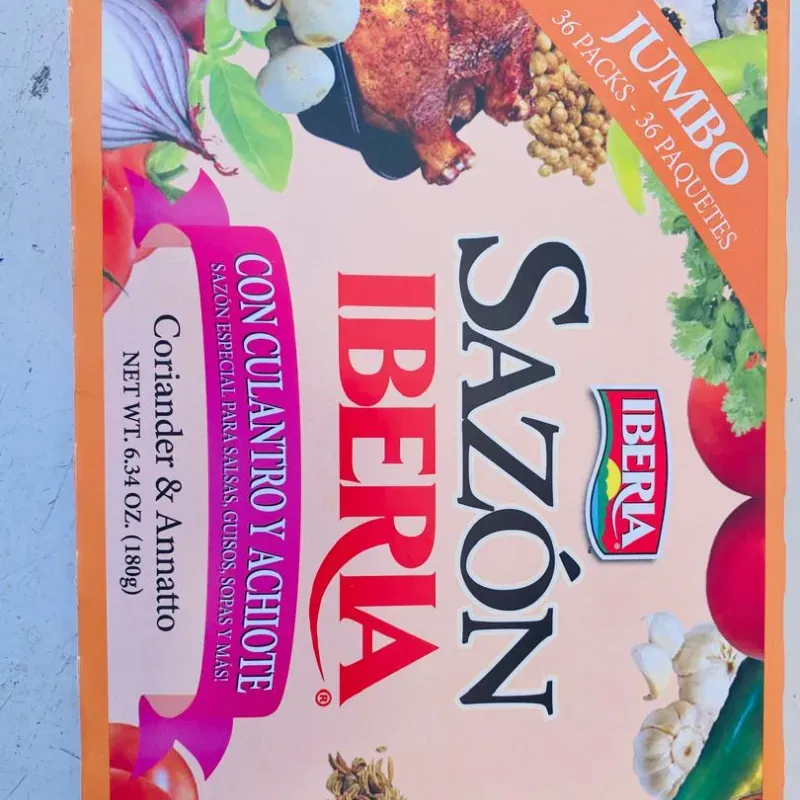 JUMBO
36 PACKS - 36 PAQUETES
IBERIA
SAZÓN
IBERIA®
CON CULANTRO Y ACHIOTE
SAZÓN ESPECIAL PARA SALSAS, GUISOS, SOPAS Y MÁS!
Coriander & Annatto
NET WT. 6.34 OZ. (180g)